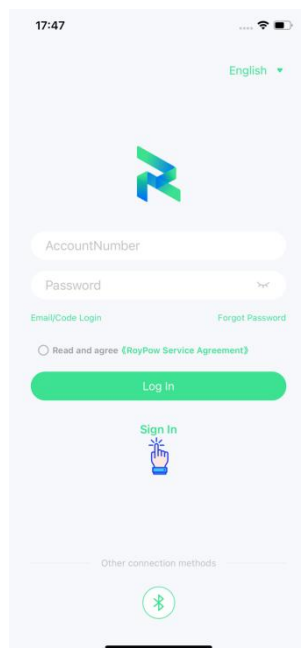 17:47
English
AccountNumber
Password
Email/Code Login Forgot Password
Read and agree 《RoyPow Service Agreement》
Log In
Sign In
Other connection methods